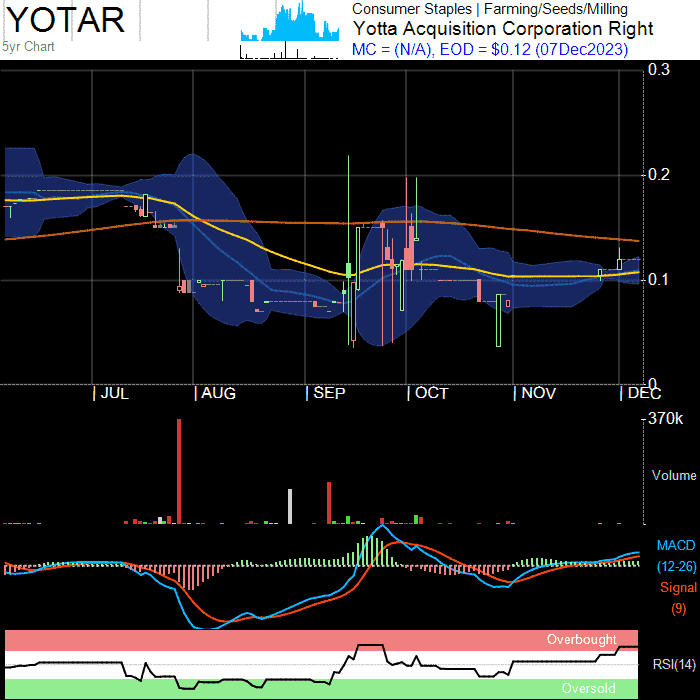 YOTAR
5yr Chart
Consumer Staples | Farming/Seeds/Milling
Yotta Acquisition Corporation Right
MC = (N/A), EOD = $0.12 (07Dec2023)
0.3
0.2
0.1
0
JUL
AUG
SEP
OCT
NOV
DEC
370k
Volume
MACD
(12-26)
Signal
(9)
Overbought
RSI(14)
Oversold